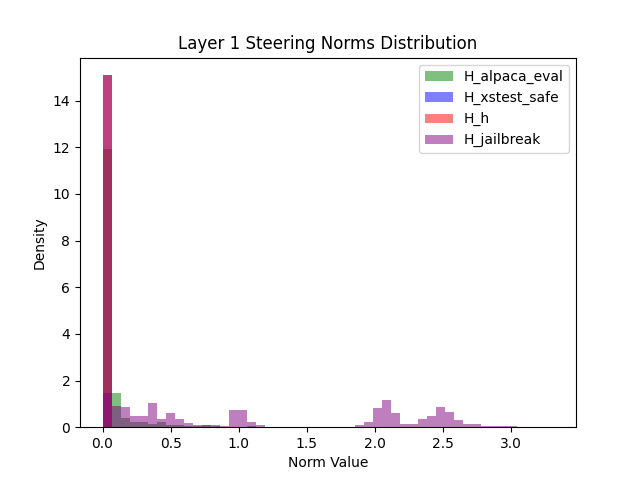 Layer 1 Steering Norms Distribution
H_alpaca_eval
H_xstest_safe
H_h
H_jailbreak
14
12
10
8
6
4
2
0
Density
0.0 0.5 1.0 1.5 2.0 2.5 3.0
Norm Value